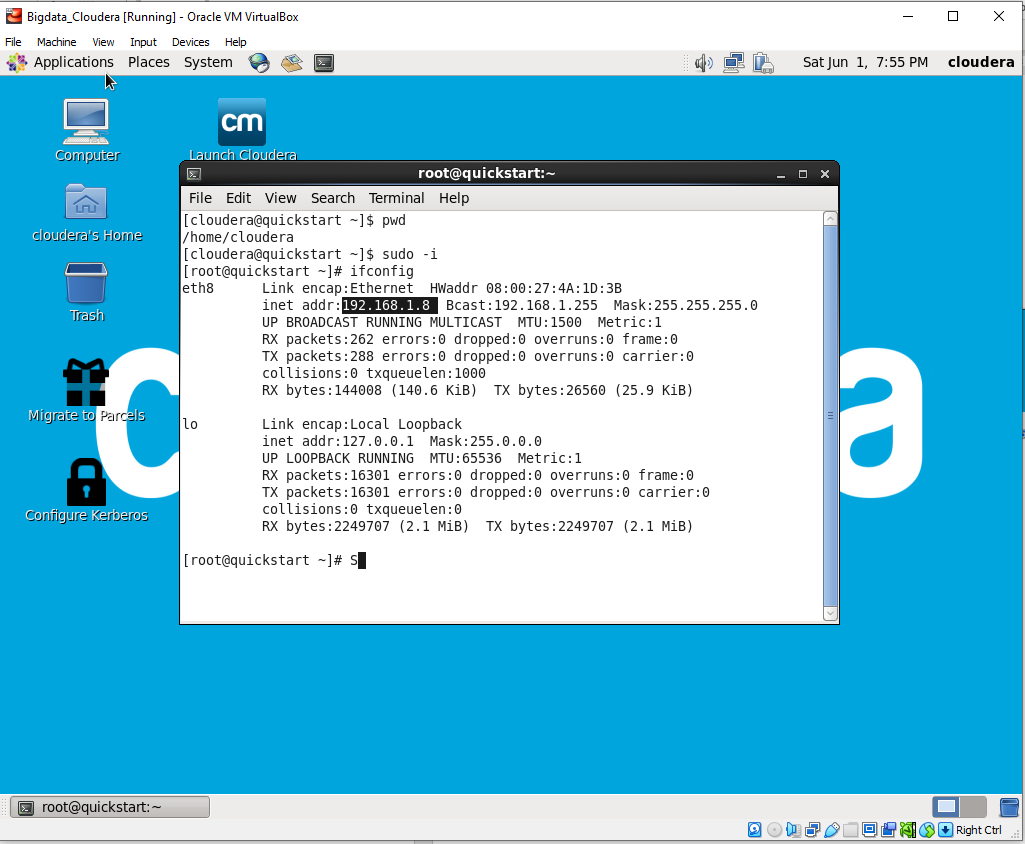 Bigdata_Cloudera [Running] - Oracle VM VirtualBox
File Machine View Input Devices Help
Applications Places System Sat Jun 1, 7:55 PM cloudera
Computer
cm
Launch Cloudera
cloudera's Home
Trash
Migrate to Parcels
Configure Kerberos
root@quickstart:~
File Edit View Search Terminal Help
[cloudera@quickstart ~]$ pwd
/home/cloudera
[cloudera@quickstart ~]$ sudo -i
[root@quickstart ~]# ifconfig
eth8 Link encap:Ethernet HWaddr 08:00:27:4A:1D:3B
inet addr:192.168.1.8 Bcast:192.168.1.255 Mask:255.255.255.0
UP BROADCAST RUNNING MULTICAST MTU:1500 Metric:1
RX packets:262 errors:0 dropped:0 overruns:0 frame:0
TX packets:288 errors:0 dropped:0 overruns:0 carrier:0
collisions:0 txqueuelen:1000
RX bytes:144008 (140.6 KiB) TX bytes:26560 (25.9 KiB)
lo Link encap:Local Loopback
inet addr:127.0.0.1 Mask:255.0.0.0
UP LOOPBACK RUNNING MTU:65536 Metric:1
RX packets:16301 errors:0 dropped:0 overruns:0 frame:0
TX packets:16301 errors:0 dropped:0 overruns:0 carrier:0
collisions:0 txqueuelen:0
RX bytes:2249707 (2.1 MiB) TX bytes:2249707 (2.1 MiB)
[root@quickstart ~]# S
c a
root@quickstart:~
Right Ctrl